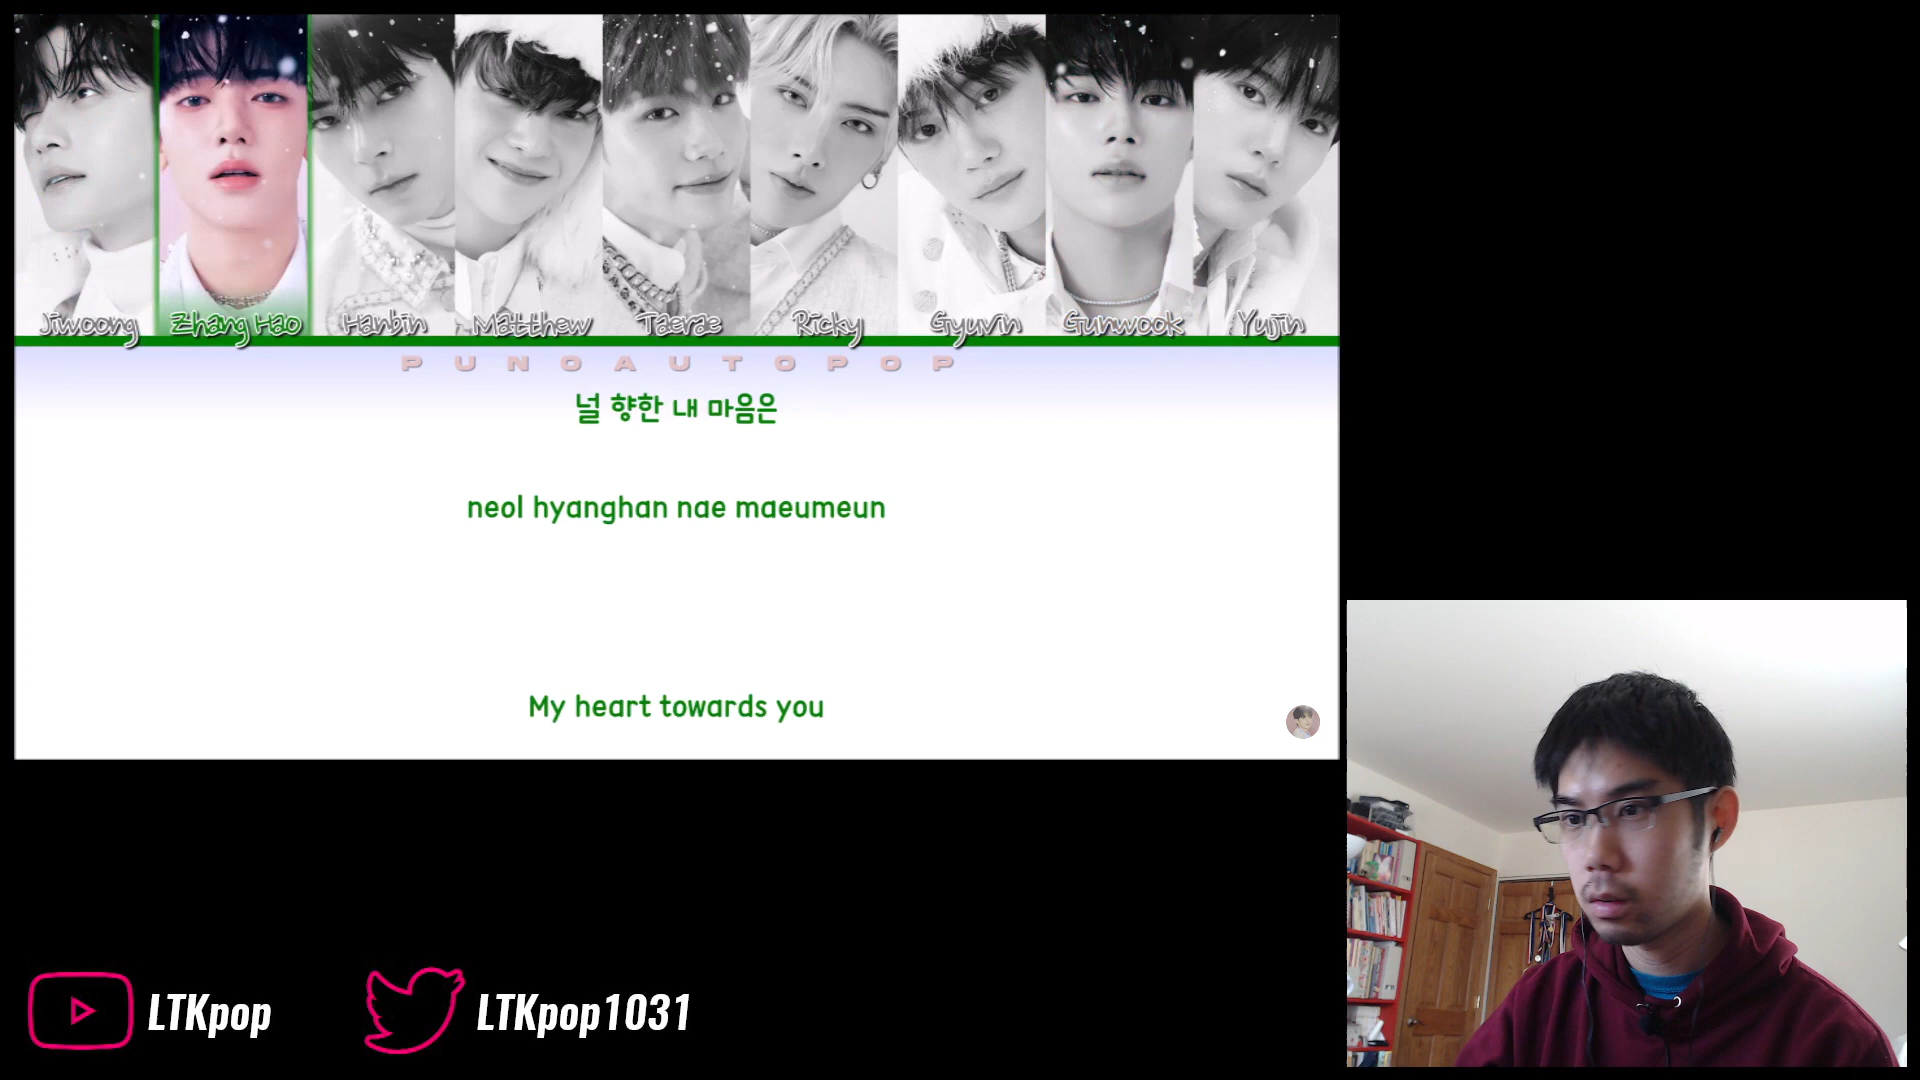 Jiwoong Zhang Hao Hanbin Matthew Taerae Ricky Gyuvin Gunwook Yujin
PUNOAUTOPOP
널 향한 내 마음은
neol hyanghan nae maeumeun
My heart towards you
LTKpop LTKpop1031